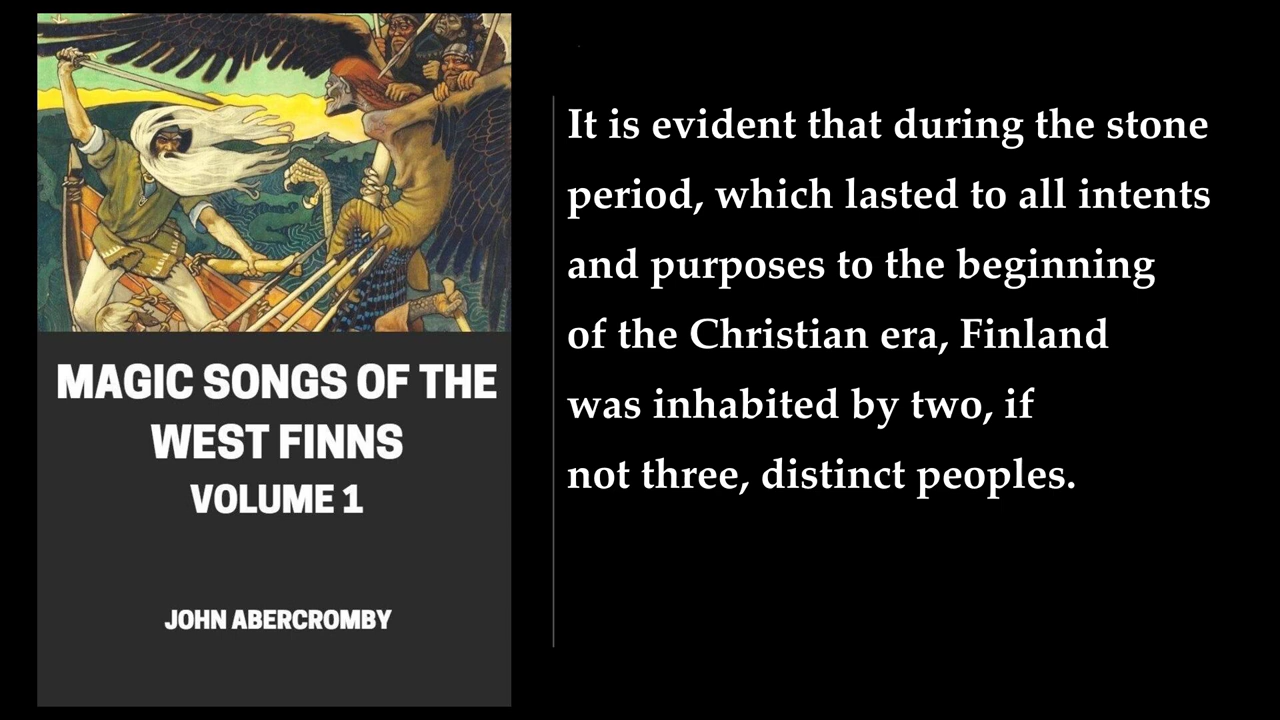 MAGIC SONGS OF THE
WEST FINNS
VOLUME 1
JOHN ABERCROMBY
It is evident that during the stone
period, which lasted to all intents
and purposes to the beginning
of the Christian era, Finland
was inhabited by two, if
not three, distinct peoples.